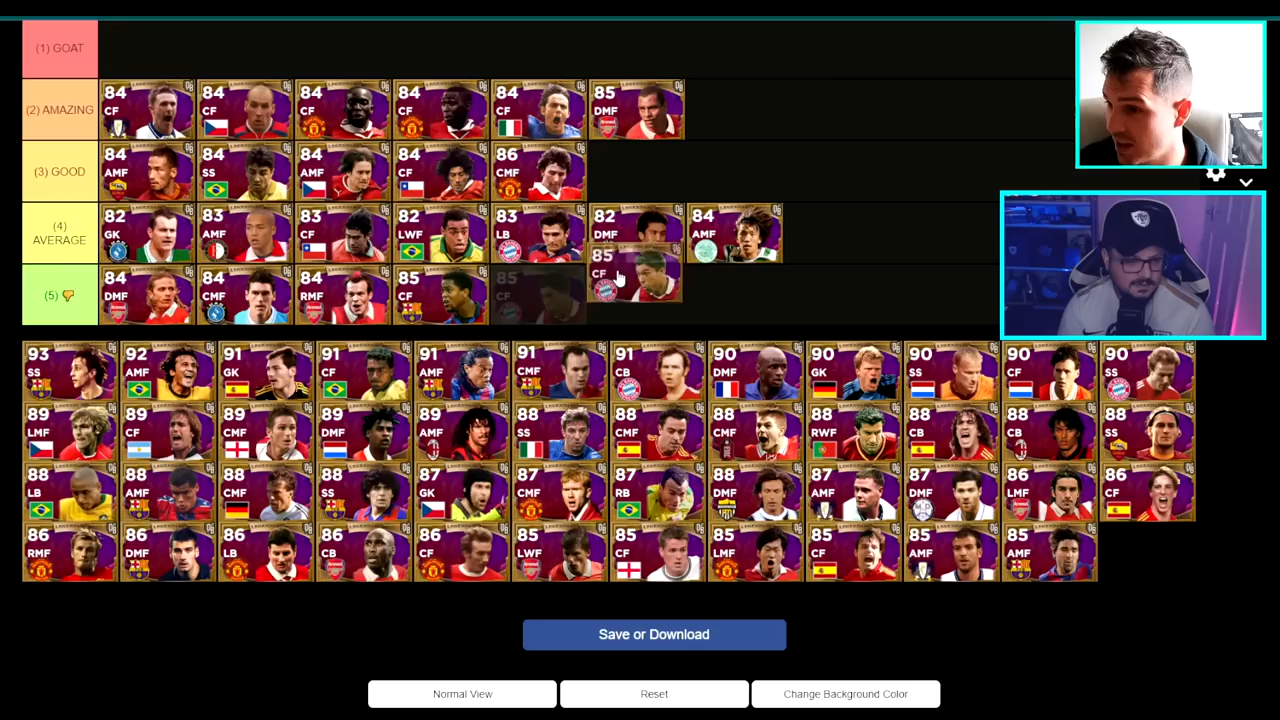 (1) GOAT
(2) AMAZING
84 CF
84 CF
84 CF
84 CF
84 CF
85 DMF
(3) GOOD
84 AMF
84 SS
84 AMF
84 CF
86 CMF
(4) AVERAGE
82 GK
83 AMF
83 CF
82 LWF
83 LB
82 DMF
84 AMF
(5)
84 DMF
84 CMF
84 RMF
85 CF
85 CF
85 CF
93 SS
92 AMF
91 GK
91 CF
91 AMF
91 CMF
91 CB
90 DMF
90 GK
90 SS
90 CF
90 SS
89 LMF
89 CF
89 CMF
89 DMF
89 AMF
88 SS
88 CMF
88 CMF
88 RWF
88 CB
88 CB
88 SS
88 LB
88 AMF
88 CMF
88 SS
87 GK
87 CMF
87 RB
88 DMF
87 AMF
87 DMF
86 LMF
86 CF
86 RMF
86 DMF
86 LB
86 CB
86 CF
85 LWF
85 CF
85 LMF
85 CF
85 AMF
85 AMF
Save or Download
Normal View
Reset
Change Background Color